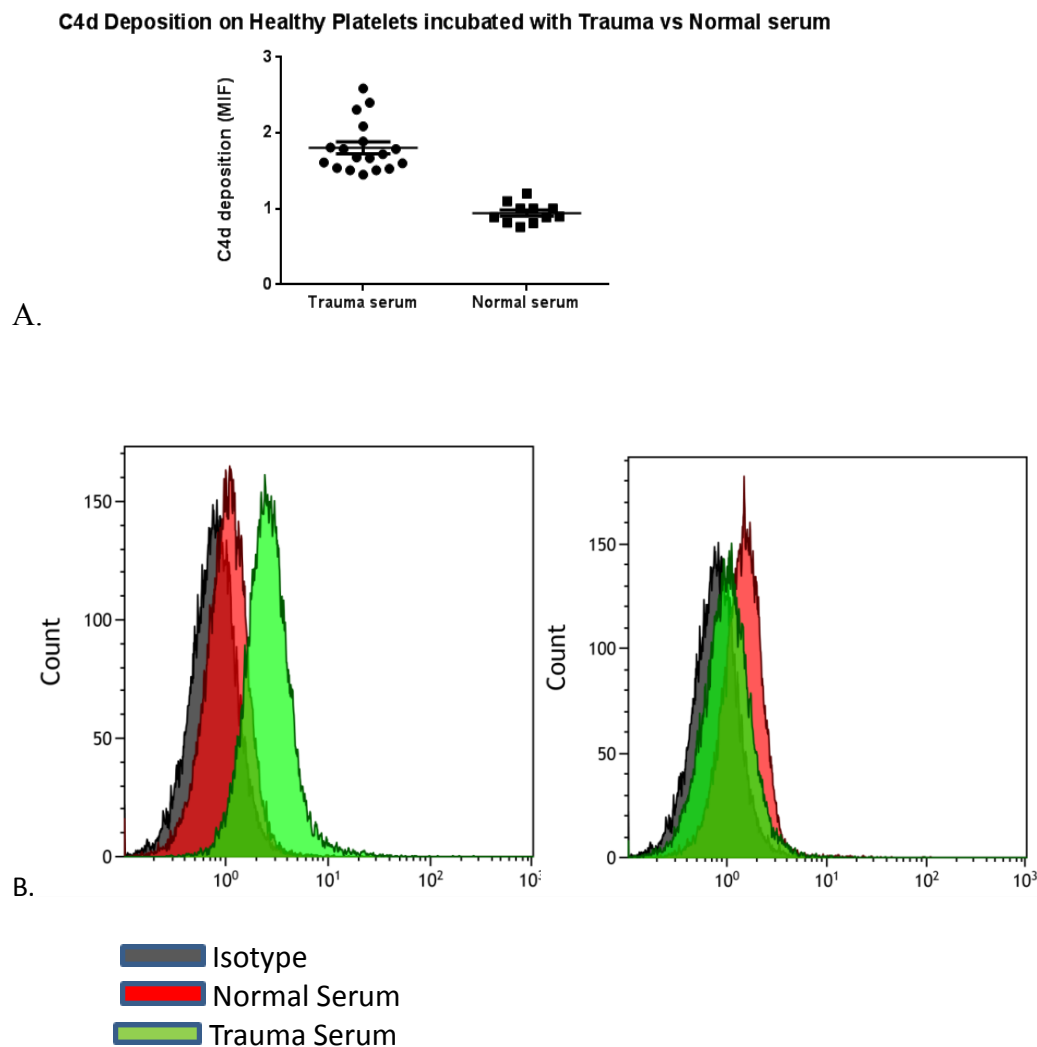 C4d Deposition on Healthy Platelets incubated with Trauma vs Normal serum
3
2
1
0
C4d deposition (MIF)
Trauma serum Normal serum
A.
150
100
50
0
Count
10⁰ 10¹ 10² 10³
150
100
50
0
Count
10⁰ 10¹ 10² 10³
B.
Isotype
Normal Serum
Trauma Serum